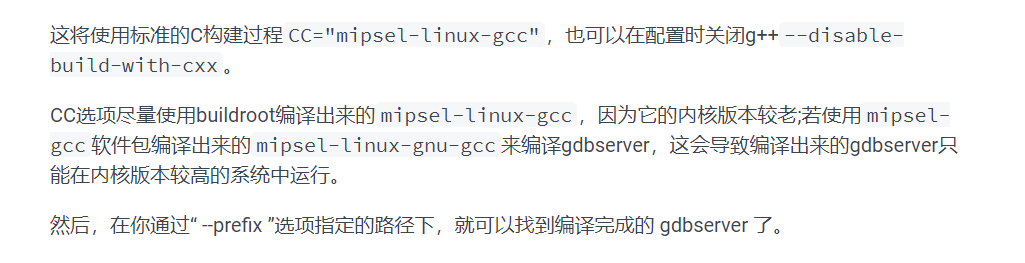 这将使用标准的C构建过程 CC="mipsel-linux-gcc" ，也可以在配置时关闭g++ --disable-
build-with-cxx 。
CC选项尽量使用buildroot编译出来的 mipsel-linux-gcc ，因为它的内核版本较老;若使用 mipsel-
gcc 软件包编译出来的 mipsel-linux-gnu-gcc 来编译gdbserver，这会导致编译出来的gdbserver只
能在内核版本较高的系统中运行。
然后，在你通过“ --prefix ”选项指定的路径下，就可以找到编译完成的 gdbserver 了。